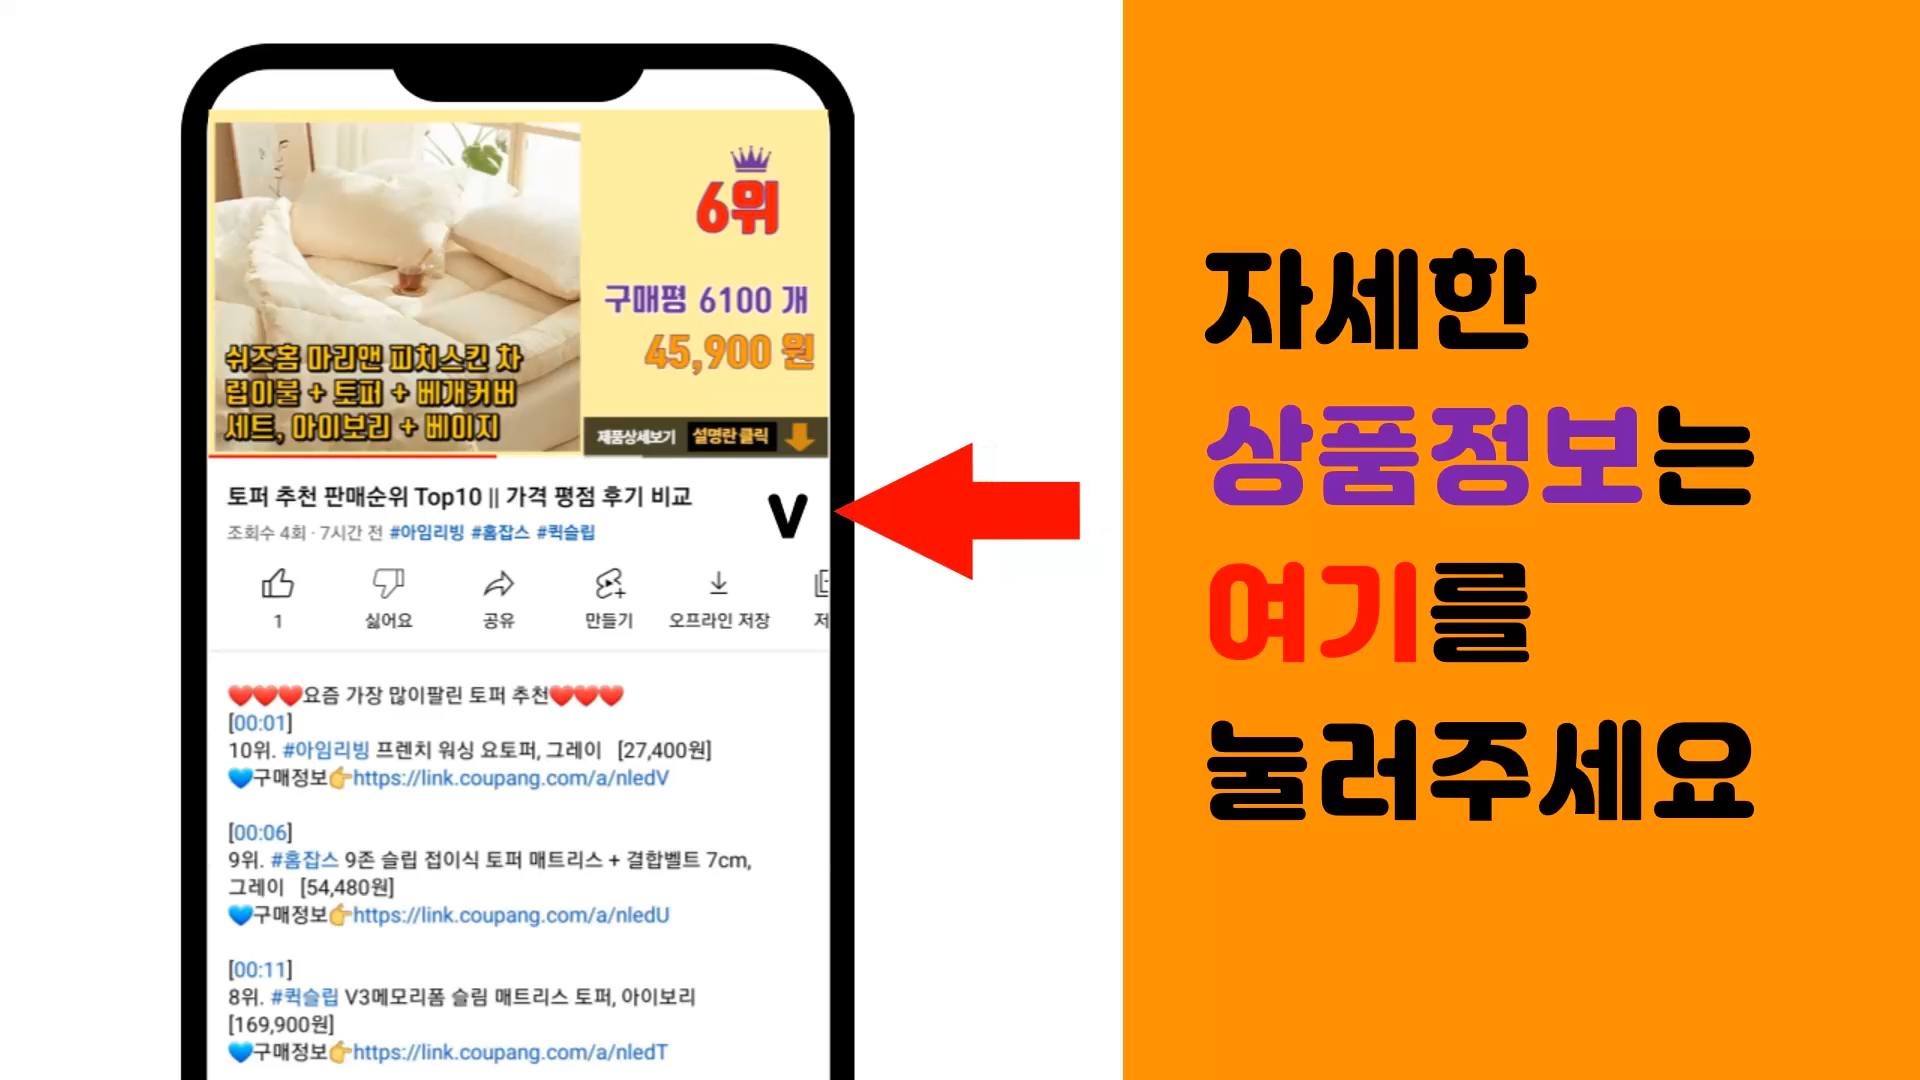 6위
구매평 6100 개
45,900 원
쉬즈홈 마리앤 피치스킨 차
렵이불 + 토퍼 + 베개커버
세트, 아이보리 + 베이지
제품상세보기 설명란 클릭
토퍼 추천 판매순위 Top10 || 가격 평점 후기 비교
V
조회수 4회 · 7시간 전 #아임리빙 #홈잡스 #퀵슬립
1 싫어요 공유 만들기 오프라인 저장 저
❤❤❤요즘 가장 많이팔린 토퍼 추천❤❤❤
[00:01]
10위. #아임리빙 프렌치 워싱 요토퍼, 그레이 [27,400원]
💙구매정보👉https://link.coupang.com/a/nledV
[00:06]
9위. #홈잡스 9존 슬립 접이식 토퍼 매트리스 + 결합벨트 7cm,
그레이 [54,480원]
💙구매정보👉https://link.coupang.com/a/nledU
[00:11]
8위. #퀵슬립 V3메모리폼 슬림 매트리스 토퍼, 아이보리
[169,900원]
💙구매정보👉https://link.coupang.com/a/nledT
자세한
상품정보는
여기를
눌러주세요